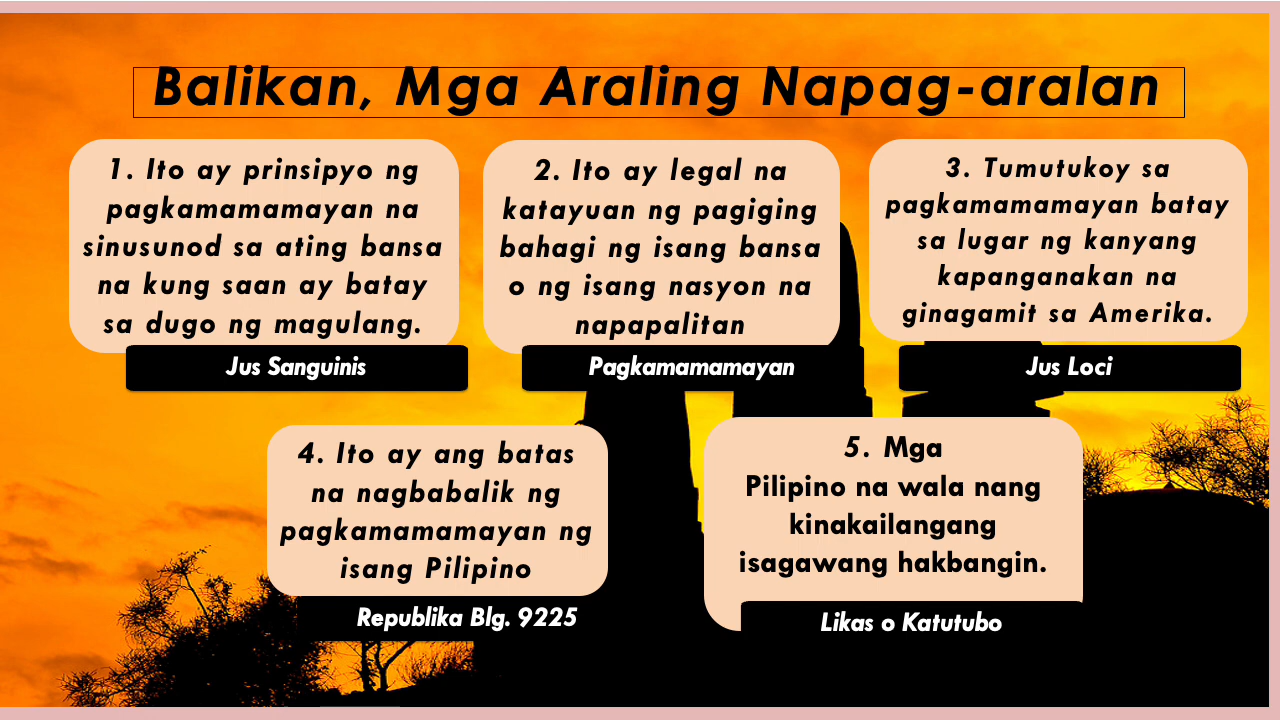 Balikan, Mga Araling Napag-aralan
1. Ito ay prinsipyo ng
pagkamamamayan na
sinusunod sa ating bansa
na kung saan ay batay
sa dugo ng magulang.
Jus Sanguinis
2. Ito ay legal na
katayuan ng pagiging
bahagi ng isang bansa
o ng isang nasyon na
napapalitan
Pagkamamamayan
3. Tumutukoy sa
pagkamamamayan batay
sa lugar ng kanyang
kapanganakan na
ginagamit sa Amerika.
Jus Loci
4. Ito ay ang batas
na nagbabalik ng
pagkamamamayan ng
isang Pilipino
Republika Blg. 9225
5. Mga
Pilipino na wala nang
kinakailangang
isagawang hakbangin.
Likas o Katutubo